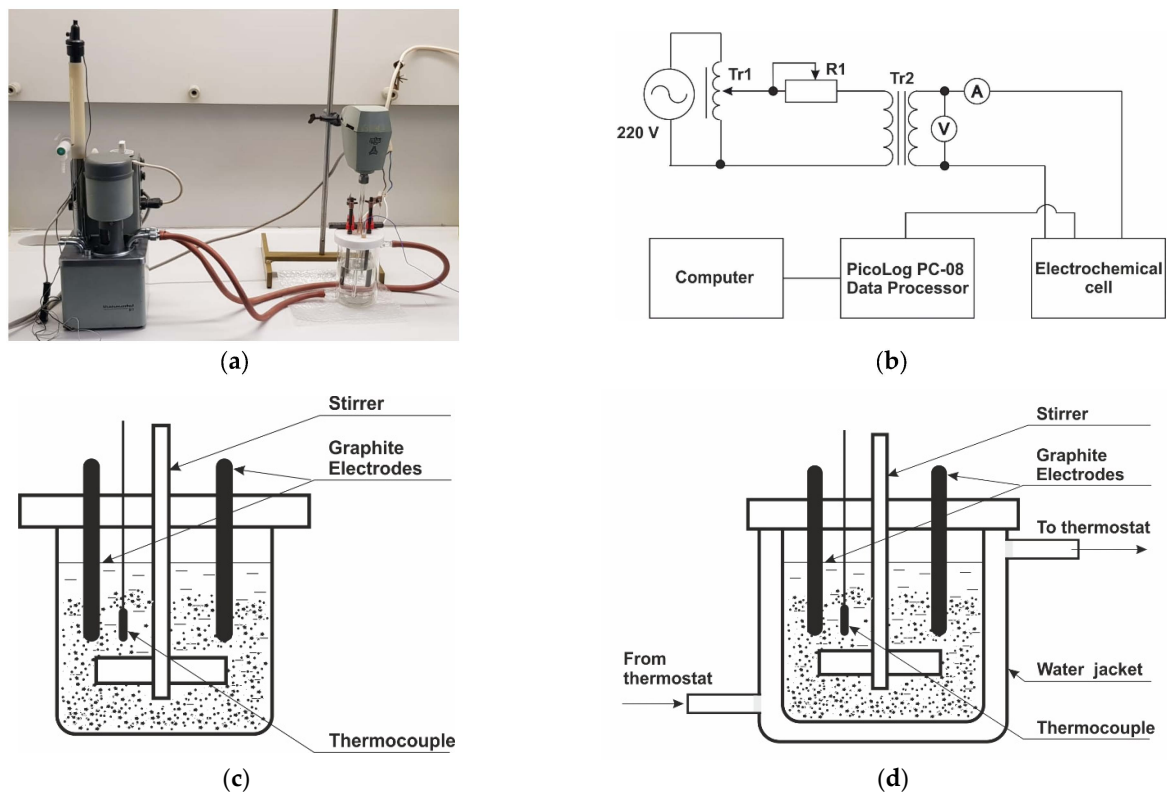 (a)
220 V
Tr1
R1
Tr2
A
V
Computer
PicoLog PC-08
Data Processor
Electrochemical
cell
(b)
Stirrer
Graphite
Electrodes
Thermocouple
(c)
Stirrer
Graphite
Electrodes
To thermostat
From
thermostat
Water jacket
Thermocouple
(d)